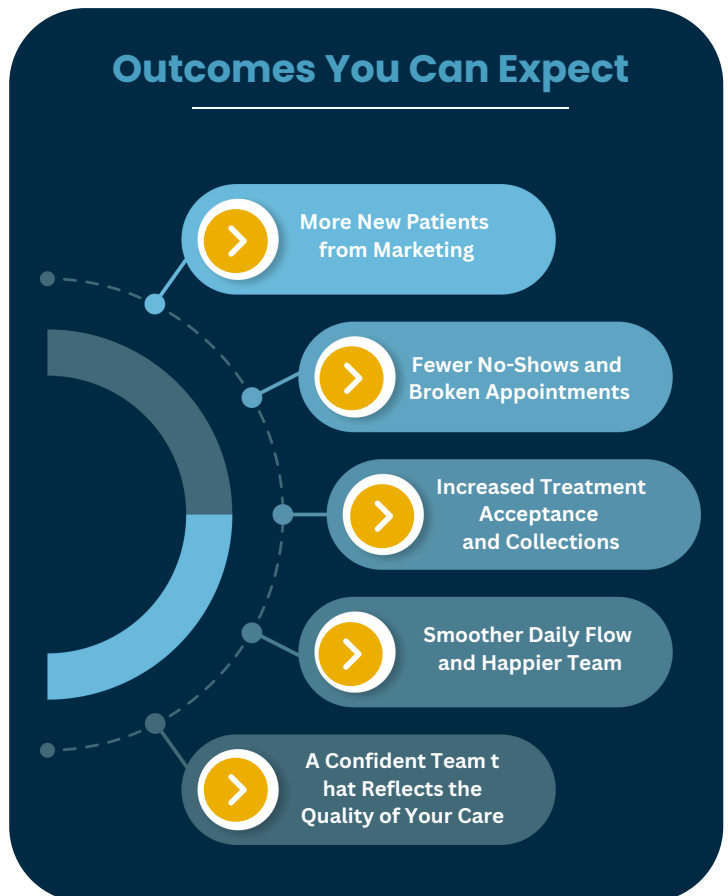 Outcomes You Can Expect
More New Patients
from Marketing
Fewer No-Shows and
Broken Appointments
Increased Treatment
Acceptance
and Collections
Smoother Daily Flow
and Happier Team
A Confident Team t
hat Reflects the
Quality of Your Care